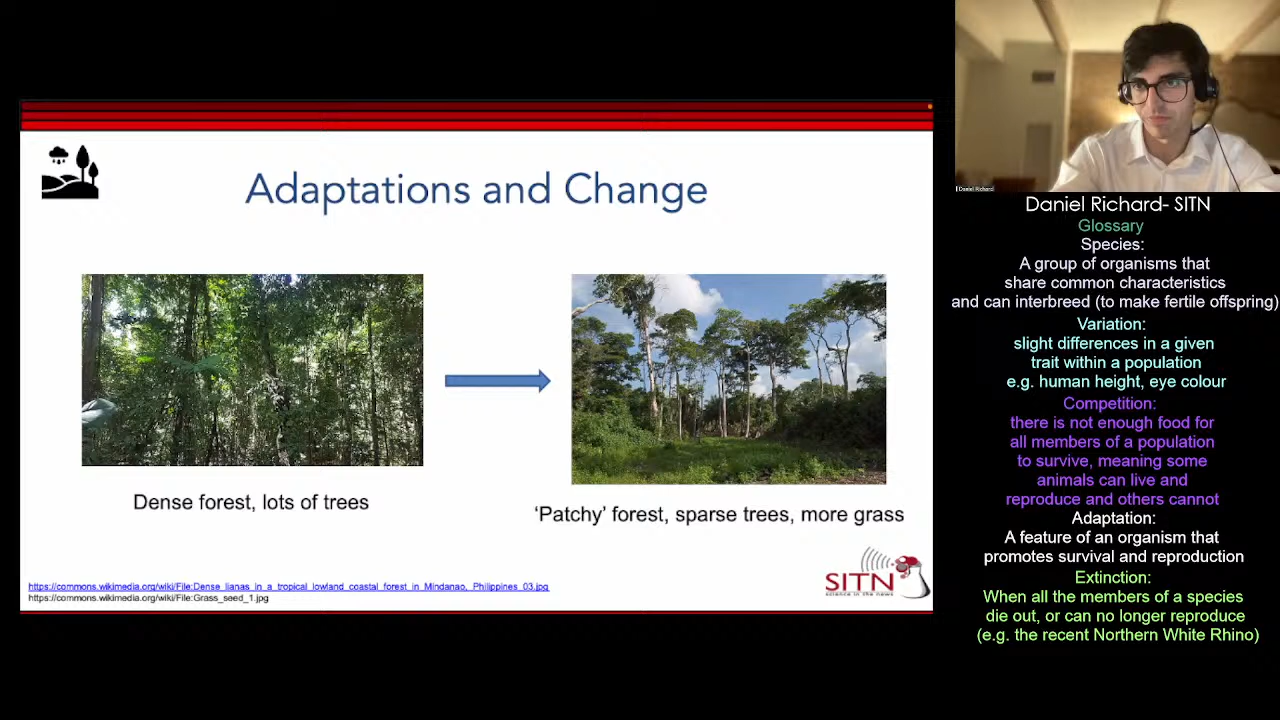 Adaptations and Change
Dense forest, lots of trees
‘Patchy’ forest, sparse trees, more grass
https://commons.wikimedia.org/wiki/File:Dense_lianas_in_a_tropical_lowland_coastal_forest_in_Mindanao,_Philippines_03.jpg
https://commons.wikimedia.org/wiki/File:Grass_seed_1.jpg
SITN
science in the news
Daniel Richard
Daniel Richard- SITN
Glossary
Species:
A group of organisms that
share common characteristics
and can interbreed (to make fertile offspring)
Variation:
slight differences in a given
trait within a population
e.g. human height, eye colour
Competition:
there is not enough food for
all members of a population
to survive, meaning some
animals can live and
reproduce and others cannot
Adaptation:
A feature of an organism that
promotes survival and reproduction
Extinction:
When all the members of a species
die out, or can no longer reproduce
(e.g. the recent Northern White Rhino)